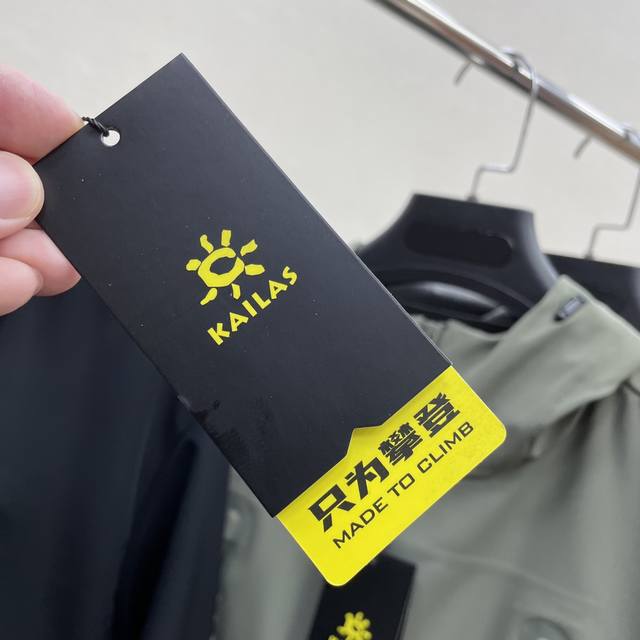 KAILAS
只为攀登
MADE TO CLIMB